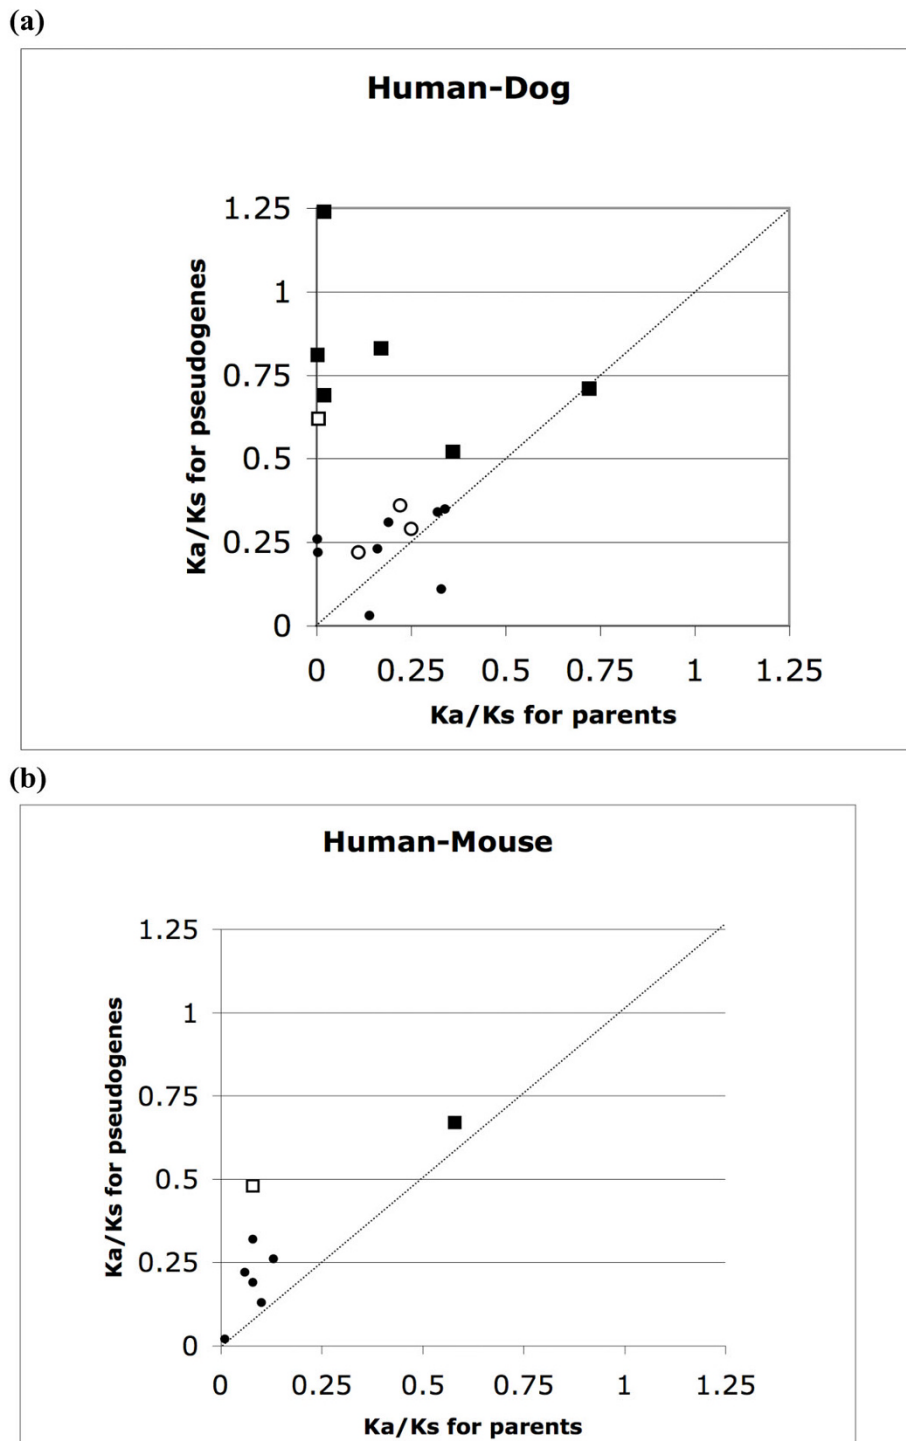 (a)
Human-Dog
Ka/Ks for pseudogenes
1.25
1
0.75
0.5
0.25
0
0 0.25 0.5 0.75 1 1.25
Ka/Ks for parents
(b)
Human-Mouse
Ka/Ks for pseudogenes
1.25
1
0.75
0.5
0.25
0
0 0.25 0.5 0.75 1 1.25
Ka/Ks for parents